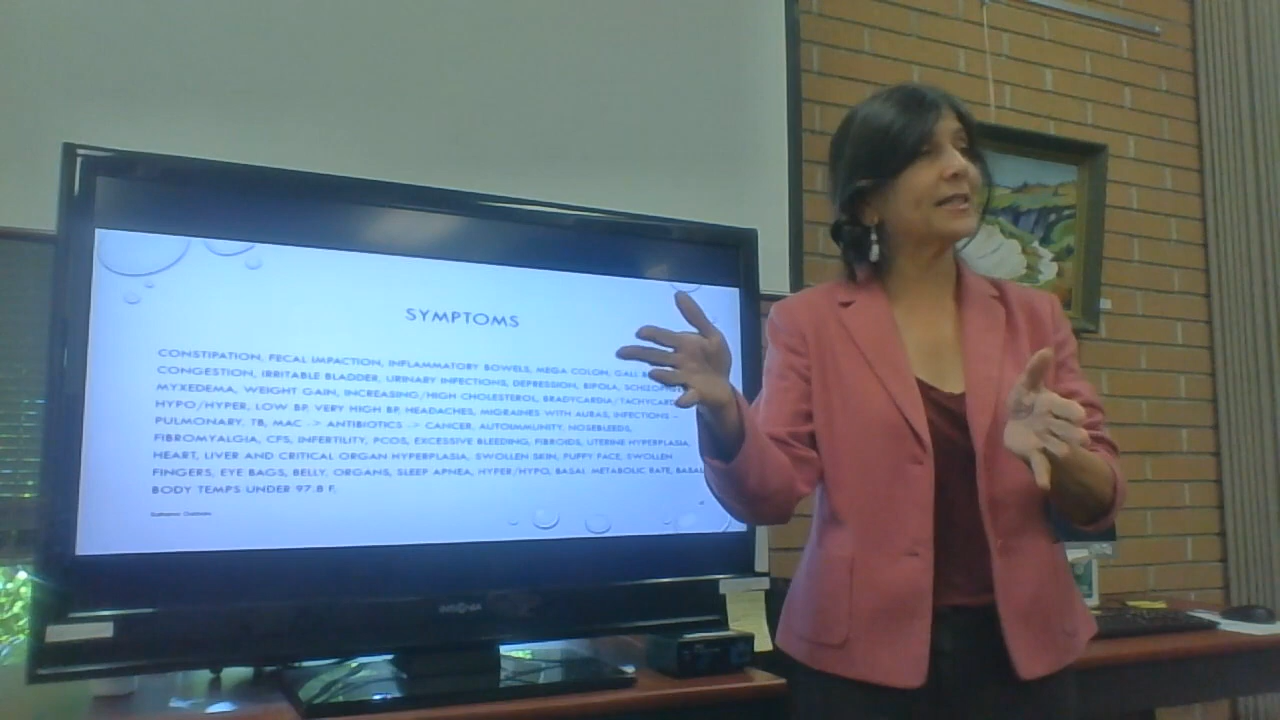 SYMPTOMS
CONSTIPATION, FECAL IMPACTION, INFLAMMATORY BOWELS, MEGA COLON, GALL
CONGESTION, IRRITABLE BLADDER, URINARY INFECTIONS, DEPRESSION, BIPOLA,
MYXEDEMA, WEIGHT GAIN, INCREASING/HIGH CHOLESTEROL, BRADYCARDIA/
HYPO/HYPER, LOW BP, VERY HIGH BP, HEADACHES, MIGRAINES WITH AURAS, INFECTIONS –
PULMONARY, TB, MAC -> ANTIBIOTICS -> CANCER, AUTOIMMUNITY, NOSEBLEEDS,
FIBROMYALGIA, CFS, INFERTILITY, PCOS, EXCESSIVE BLEEDING, FIBROIDS, UTERINE HYPERPLASIA,
HEART, LIVER AND CRITICAL ORGAN HYPERPLASIA, SWOLLEN SKIN, PUFFY FACE, SWOLLEN
FINGERS, EYE BAGS, BELLY, ORGANS, SLEEP APNEA, HYPER/HYPO, BASAL METABOLIC RATE, BASAL
BODY TEMPS UNDER 97.8 F,
INSIGNIA